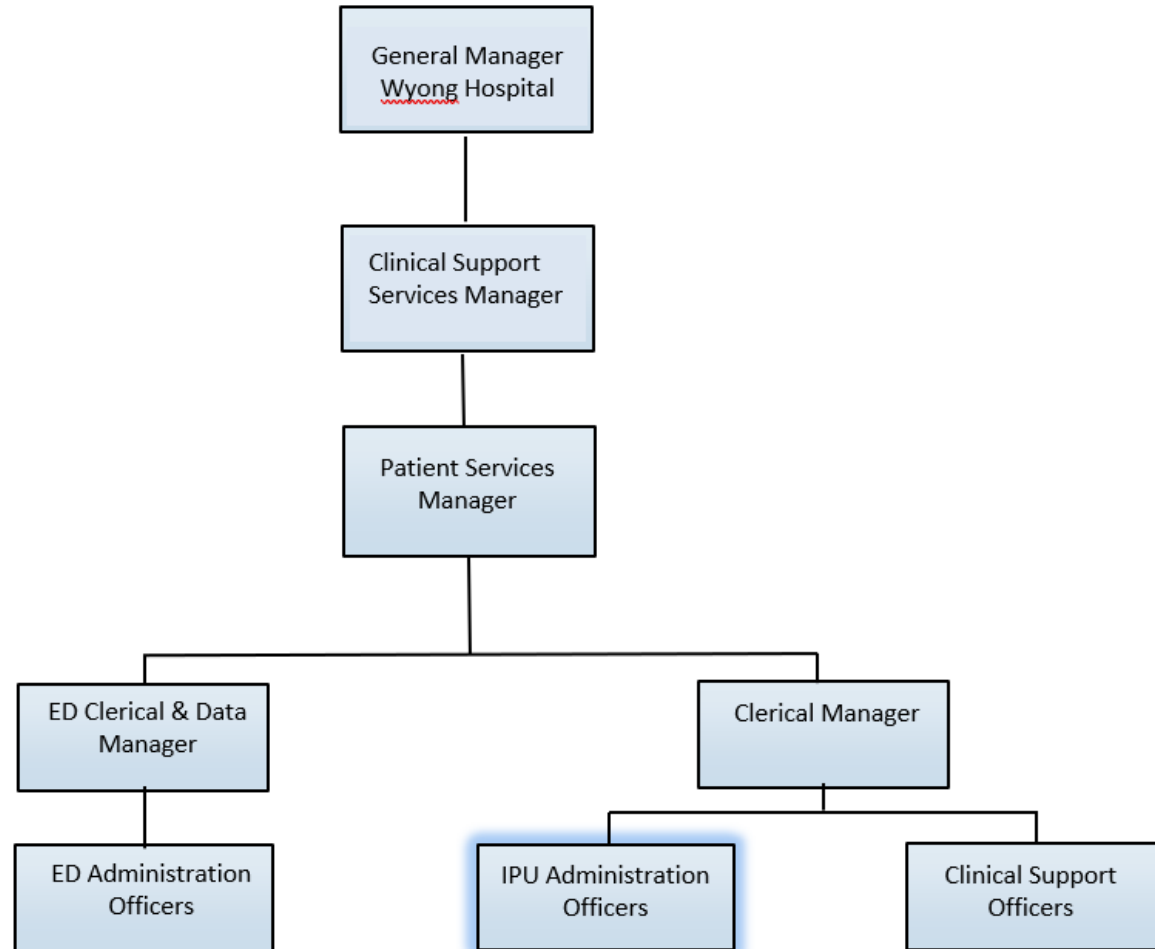 General Manager
Wyong Hospital
Clinical Support
Services Manager
Patient Services
Manager
ED Clerical & Data
Manager
Clerical Manager
ED Administration
Officers
IPU Administration
Officers
Clinical Support
Officers